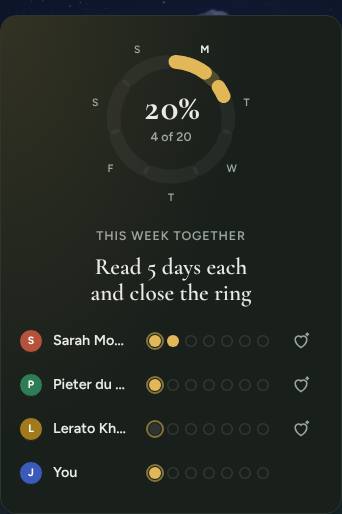 S
M
S
20%
T
4 of 20
F
W
T
THIS WEEK TOGETHER
Read 5 days each
and close the ring
S Sarah Mo...
P Pieter du ...
L Lerato Kh...
J You